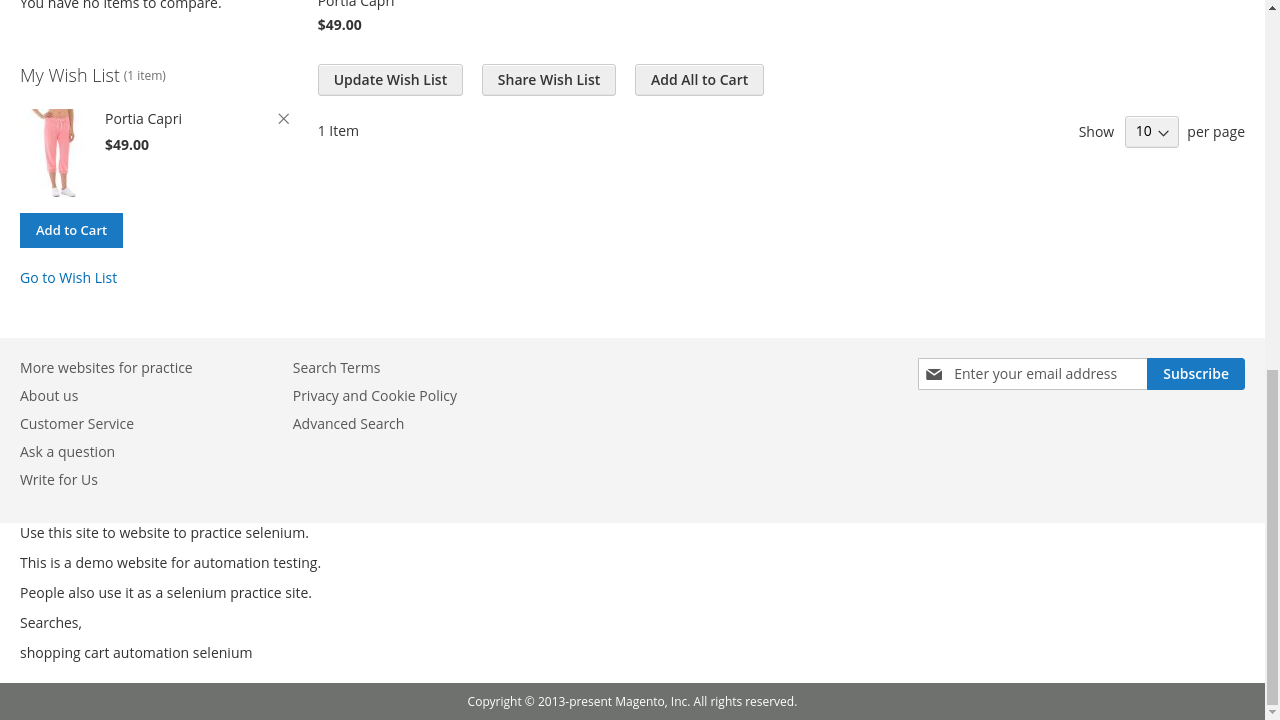 You have no items to compare.
Portia Capri
$49.00
My Wish List (1 item)
Portia Capri
$49.00
Add to Cart
Go to Wish List
Update Wish List
Share Wish List
Add All to Cart
1 Item
Show 10 per page
More websites for practice
About us
Customer Service
Ask a question
Write for Us
Search Terms
Privacy and Cookie Policy
Advanced Search
Enter your email address
Subscribe
Use this site to website to practice selenium.
This is a demo website for automation testing.
People also use it as a selenium practice site.
Searches,
shopping cart automation selenium
Copyright © 2013-present Magento, Inc. All rights reserved.